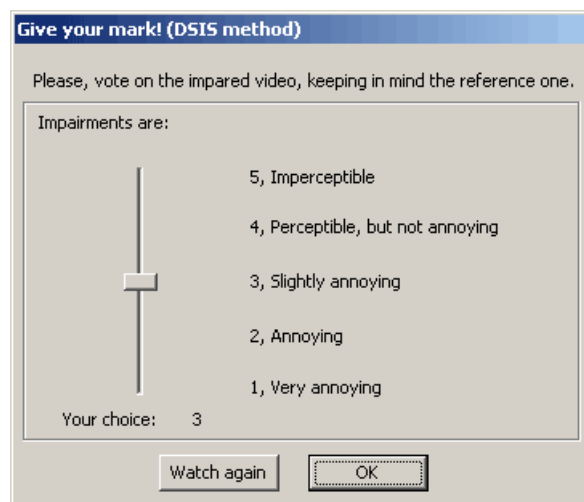 Give your mark! (DSIS method)
Please, vote on the impared video, keeping in mind the reference one.
Impairments are:
5, Imperceptible
4, Perceptible, but not annoying
3, Slightly annoying
2, Annoying
1, Very annoying
Your choice: 3
Watch again OK